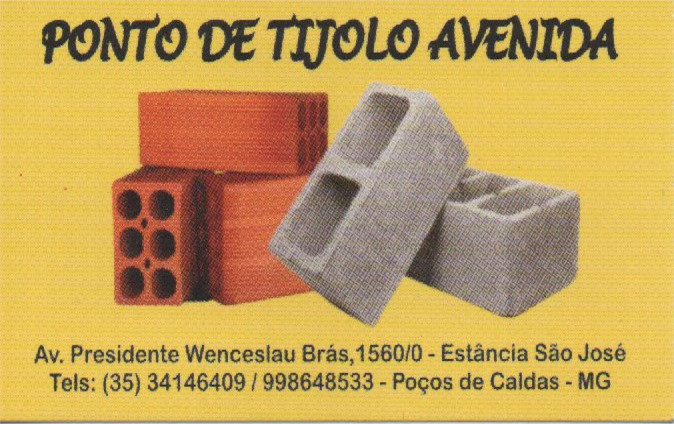 PONTO DE TIJOLO AVENIDA
Av. Presidente Wenceslau Brás,1560/0 - Estância São José
Tels: (35) 34146409 / 998648533 - Poços de Caldas - MG